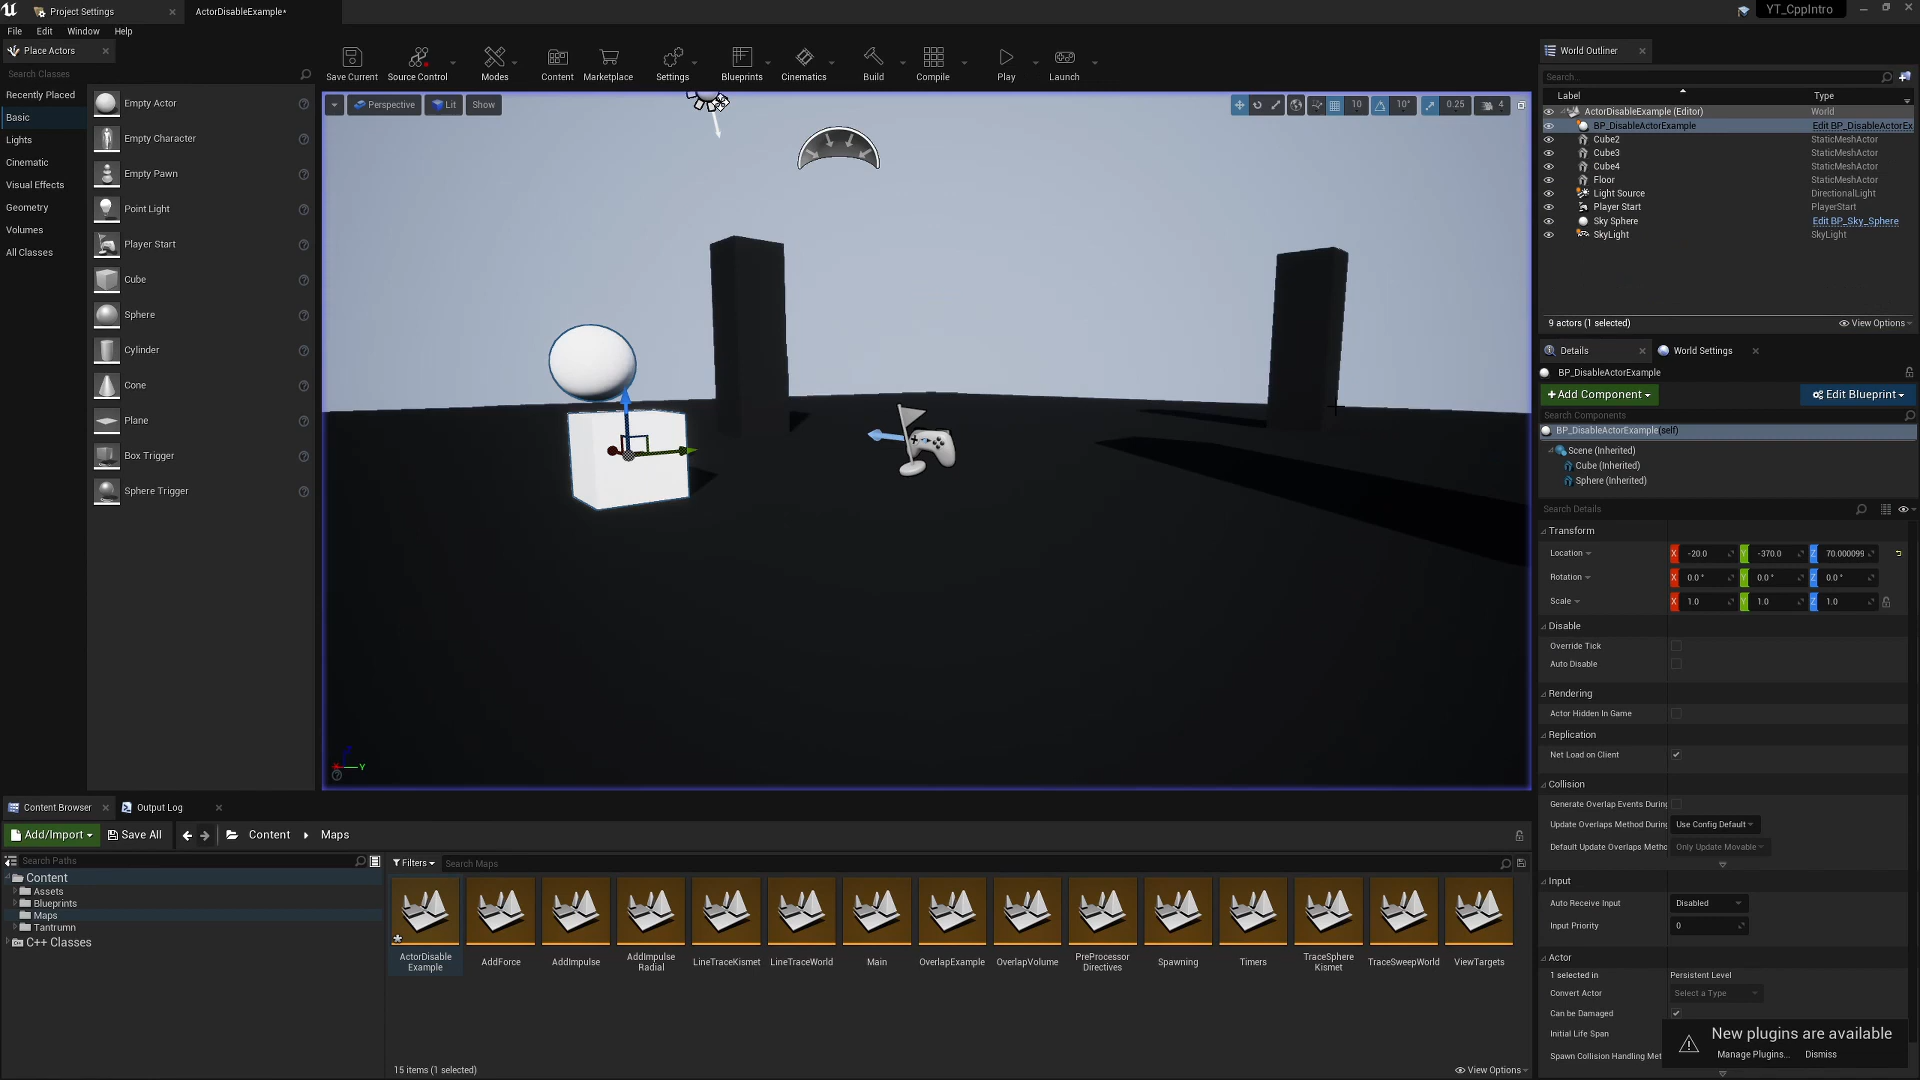 Project Settings
ActorDisableExample*
YT_CppIntro
File Edit Window Help
Place Actors
Search Classes
Recently Placed
Basic
Lights
Cinematic
Visual Effects
Geometry
Volumes
All Classes
Empty Actor
Empty Character
Empty Pawn
Point Light
Player Start
Cube
Sphere
Cylinder
Cone
Plane
Box Trigger
Sphere Trigger
Save Current
Source Control
Modes
Content
Marketplace
Settings
Blueprints
Cinematics
Build
Compile
Play
Launch
Perspective
Lit
Show
10
10°
0.25
4
Y
World Outliner
Search...
Label Type
ActorDisableExample (Editor) World
BP_DisableActorExample Edit BP_DisableActorEx
Cube2 StaticMeshActor
Cube3 StaticMeshActor
Cube4 StaticMeshActor
Floor StaticMeshActor
Light Source DirectionalLight
Player Start PlayerStart
Sky Sphere Edit BP_Sky_Sphere
SkyLight SkyLight
9 actors (1 selected) View Options
Details
World Settings
BP_DisableActorExample
+ Add Component
Edit Blueprint
Search Components
BP_DisableActorExample(self)
Scene (Inherited)
Cube (Inherited)
Sphere (Inherited)
Search Details
Transform
Location X -20.0 Y -370.0 Z 70.000099
Rotation X 0.0 ° Y 0.0 ° Z 0.0 °
Scale X 1.0 Y 1.0 Z 1.0
Disable
Override Tick
Auto Disable
Rendering
Actor Hidden In Game
Replication
Net Load on Client
Collision
Generate Overlap Events During
Update Overlaps Method During Use Config Default
Default Update Overlaps Metho Only Update Movable
Input
Auto Receive Input Disabled
Input Priority 0
Actor
1 selected in Persistent Level
Convert Actor Select a Type
Can be Damaged
Initial Life Span
Spawn Collision Handling Met
New plugins are available
Manage Plugins... Dismiss
Content Browser
Output Log
Add/Import
Save All
Content Maps
Search Paths
Content
Assets
Blueprints
Maps
Tantrumn
C++ Classes
Filters
Search Maps
ActorDisable
Example
AddForce
AddImpulse
AddImpulse
Radial
LineTraceKismet
LineTraceWorld
Main
OverlapExample
OverlapVolume
PreProcessor
Directives
Spawning
Timers
TraceSphere
Kismet
TraceSweepWorld
ViewTargets
15 items (1 selected)
View Options